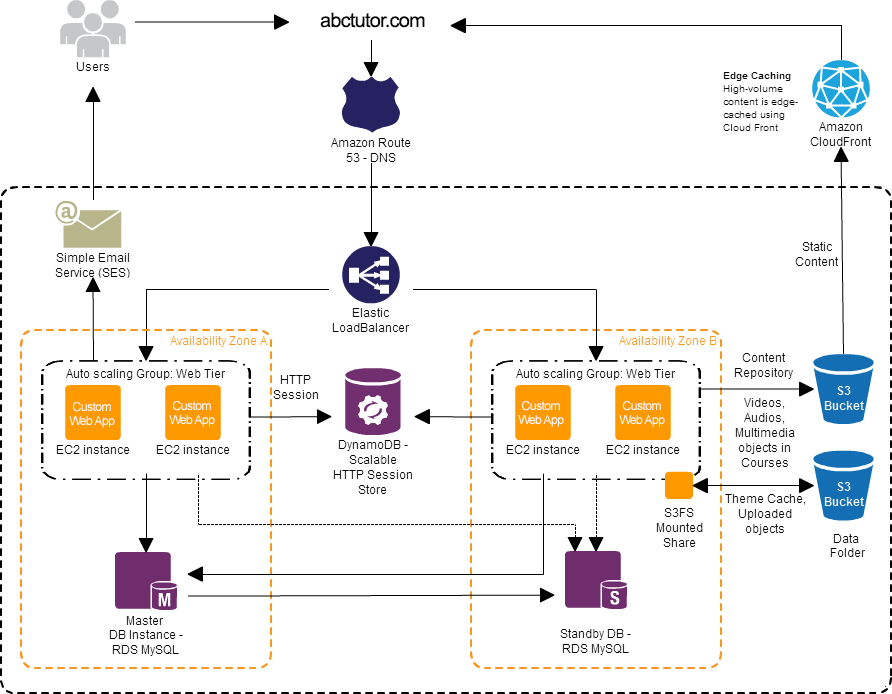 abctutor.com
Users
Edge Caching
High-volume
content is edge-
cached using
Cloud Front
Amazon
CloudFront
Amazon Route
53 - DNS
@
Simple Email
Service (SES)
Static
Content
Elastic
LoadBalancer
Availability Zone A
Availability Zone B
Auto scaling Group: Web Tier
Custom
Web App
Custom
Web App
EC2 instance
EC2 instance
HTTP
Session
DynamoDB -
Scalable
HTTP Session
Store
Auto scaling Group: Web Tier
Custom
Web App
Custom
Web App
EC2 instance
EC2 instance
Content
Repository
Videos,
Audios,
Multimedia
objects in
Courses
S3
Bucket
S3FS
Mounted
Share
Theme Cache,
Uploaded
objects
S3
Bucket
Data
Folder
M
Master
DB Instance -
RDS MySQL
S
Standby DB -
RDS MySQL